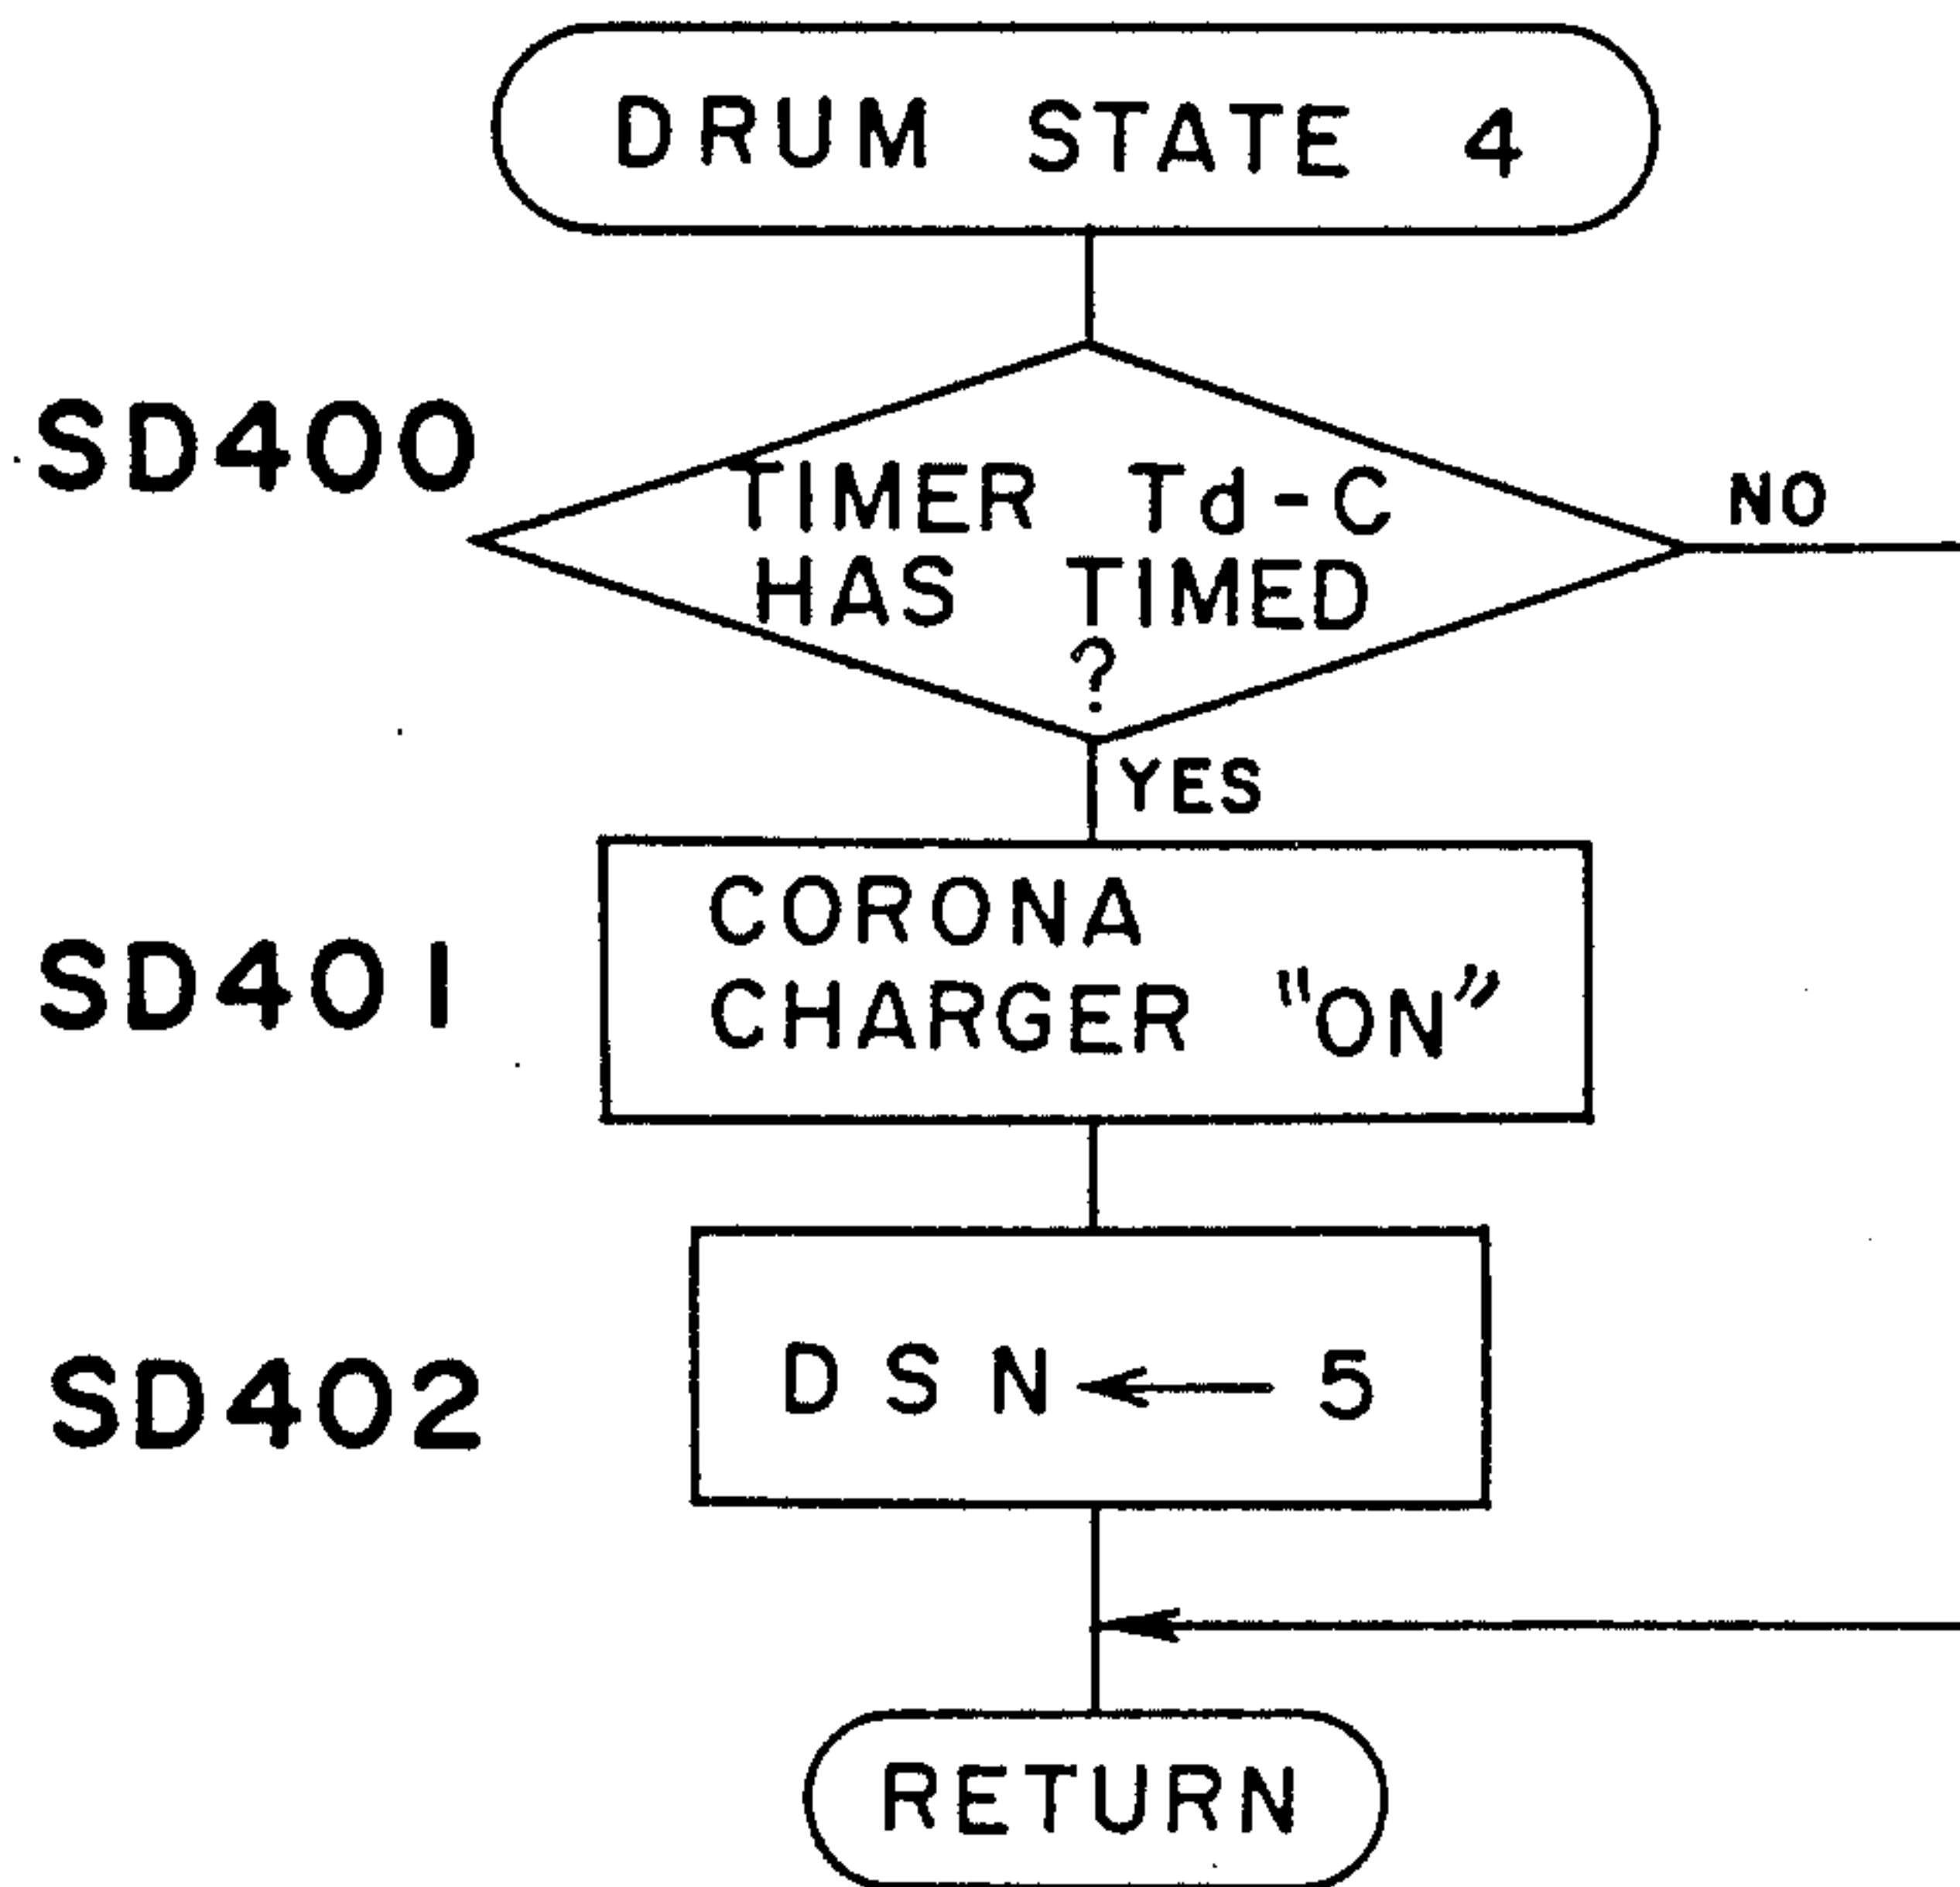 DRUM STATE 4
SD400
TIMER Td-C
HAS TIMED
?
NO
YES
SD401
CORONA
CHARGER "ON"
SD402
DSN ← 5
RETURN